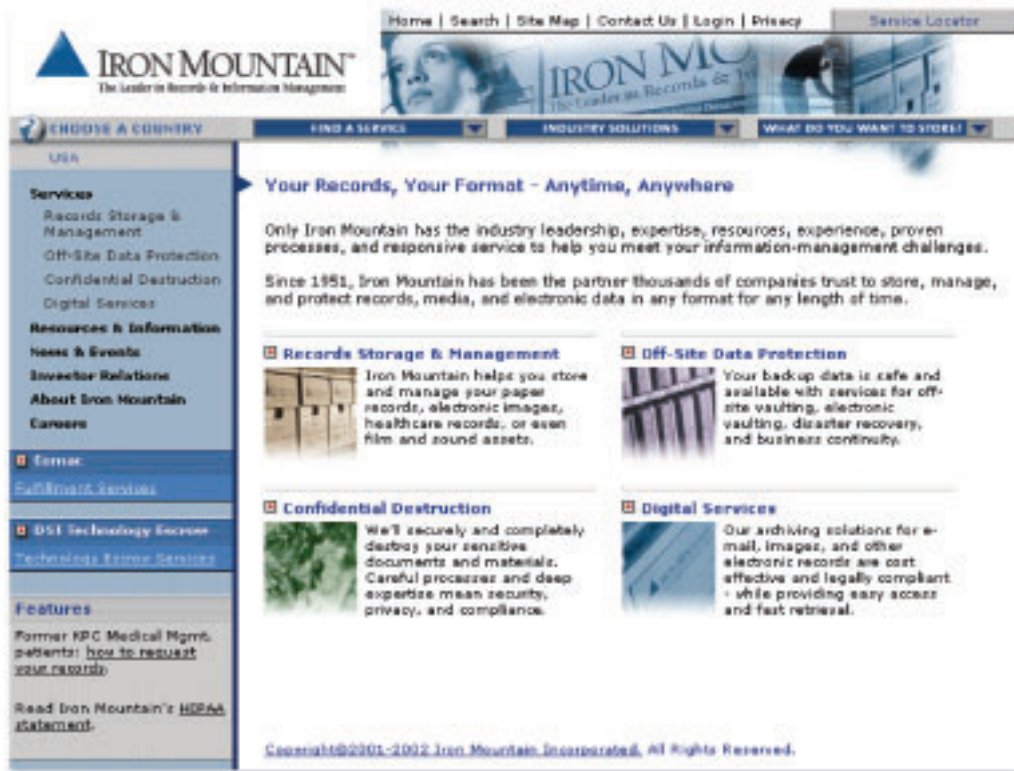 Home | Search | Site Map | Contact Us | Login | Privacy
Service Locator
IRON MOUNTAIN™
The Leader in Records & Information Management
IRON MO
The Leader in Records &
CHOOSE A COUNTRY
FIND A SERVICE
INDUSTRY SOLUTIONS
WHAT DO YOU WANT TO STORE?
USA
Services
Records Storage &
Management
Off-Site Data Protection
Confidential Destruction
Digital Services
Resources & Information
News & Events
Investor Relations
About Iron Mountain
Careers
Comac
Fulfillment Services
DSI Technology Escrow
Technology Escrow Services
Features
Former KPC Medical Mgmt.
patients: how to request
your records.
Read Iron Mountain's HIPAA
statement.
Your Records, Your Format - Anytime, Anywhere
Only Iron Mountain has the industry leadership, expertise, resources, experience, proven
processes, and responsive service to help you meet your information-management challenges.
Since 1951, Iron Mountain has been the partner thousands of companies trust to store, manage,
and protect records, media, and electronic data in any format for any length of time.
Records Storage & Management
Iron Mountain helps you store
and manage your paper
records, electronic images,
healthcare records, or even
film and sound assets.
Off-Site Data Protection
Your backup data is safe and
available with services for off-
site vaulting, electronic
vaulting, disaster recovery,
and business continuity.
Confidential Destruction
We'll securely and completely
destroy your sensitive
documents and materials.
Careful processes and deep
expertise mean security,
privacy, and compliance.
Digital Services
Our archiving solutions for e-
mail, images, and other
electronic records are cost
effective and legally compliant
- while providing easy access
and fast retrieval.
Copyright©2001-2002 Iron Mountain Incorporated. All Rights Reserved.